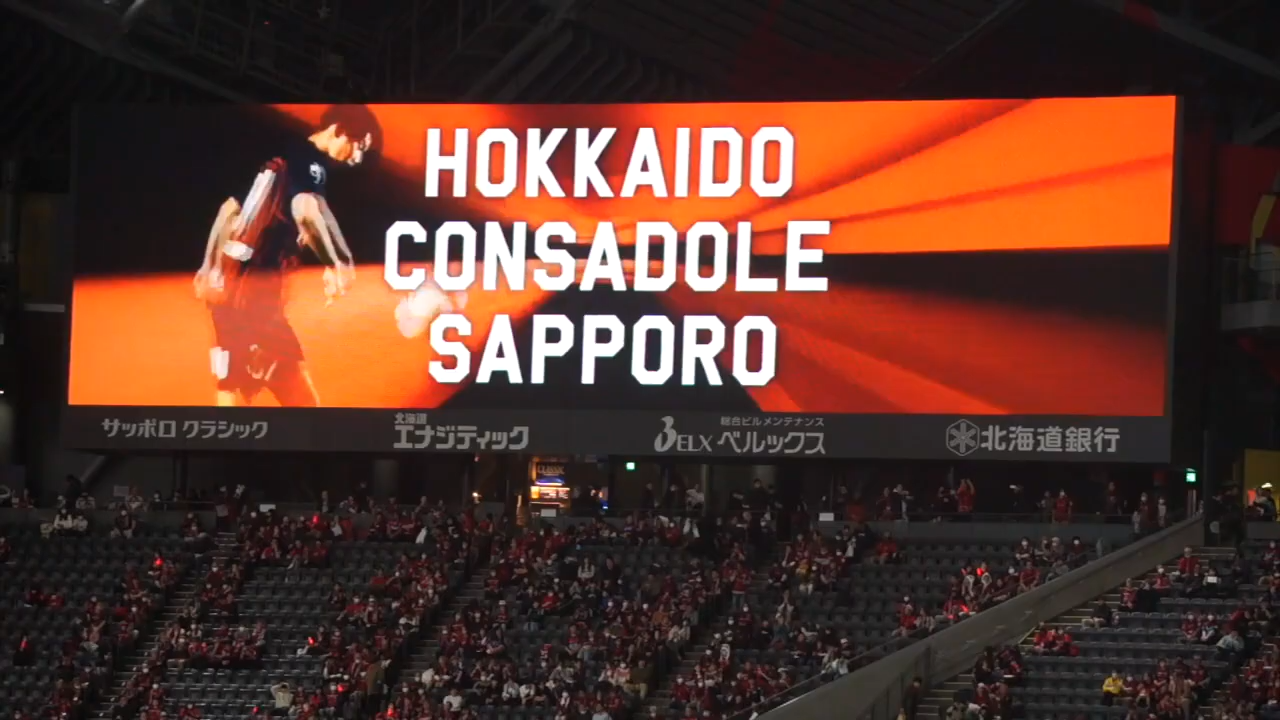 HOKKAIDO
CONSADOLE
SAPPORO
サッポロ クラシック
北海道
エナジティック
BELX ベルックス
総合ビルメンテナンス
北海道銀行
CLASSIC